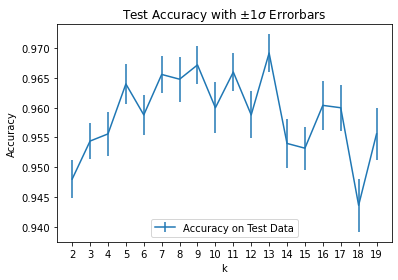 Test Accuracy with ±1σ Errorbars
0.970
0.965
0.960
0.955
0.950
0.945
0.940
Accuracy
Accuracy on Test Data
2 3 4 5 6 7 8 9 10 11 12 13 14 15 16 17 18 19
k